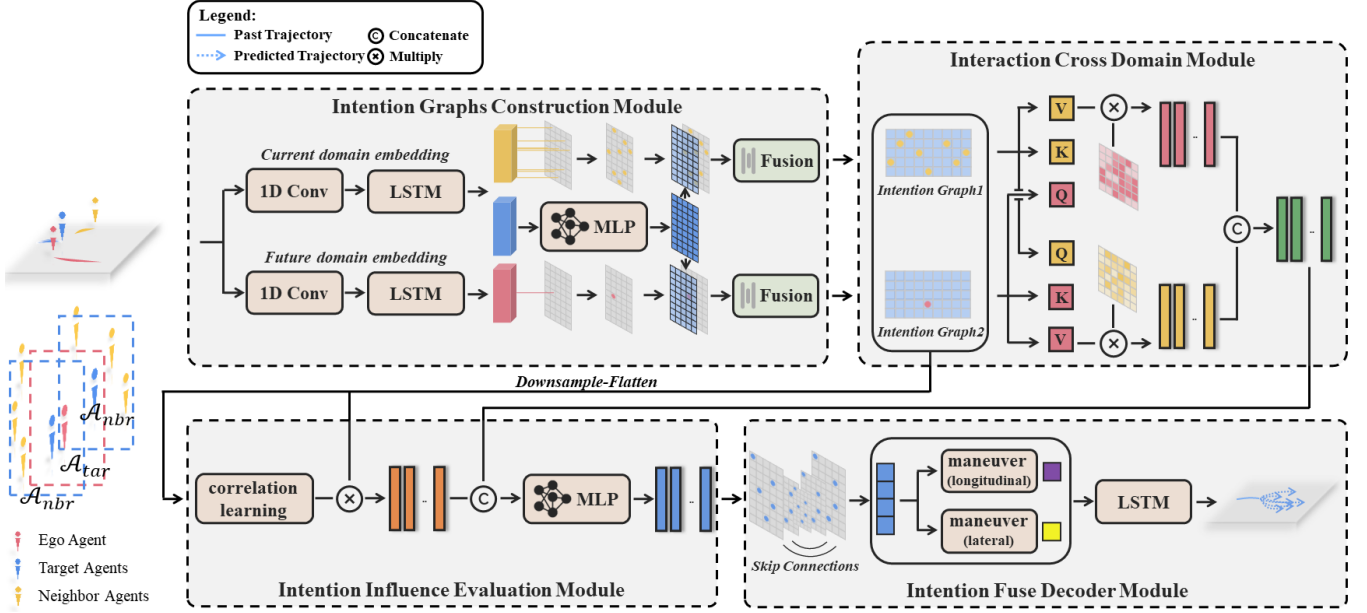 Legend:
Past Trajectory
C Concatenate
Predicted Trajectory
Multiply
Intention Graphs Construction Module
Current domain embedding
1D Conv
LSTM
Fusion
MLP
Future domain embedding
1D Conv
LSTM
Fusion
Interaction Cross Domain Module
Intention Graph1
Intention Graph2
V
K
Q
Q
K
V
C
..
..
..
Downsample-Flatten
𝒜nbr
𝒜tar
𝒜nbr
Ego Agent
Target Agents
Neighbor Agents
correlation
learning
..
C
MLP
..
Intention Influence Evaluation Module
Skip Connections
maneuver
(longitudinal)
maneuver
(lateral)
LSTM
Intention Fuse Decoder Module